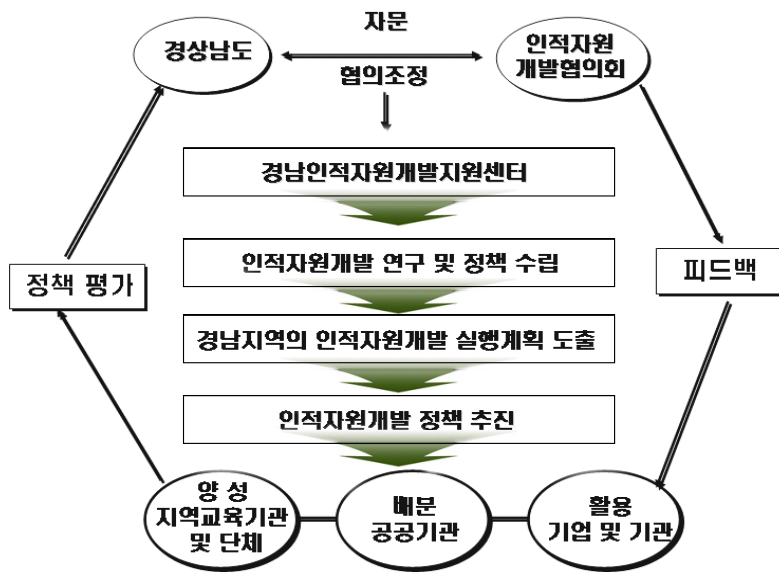 자문
경상남도
인적자원
개발협의회
협의조정
경남인적자원개발지원센터
인적자원개발 연구 및 정책 수립
정책 평가
피드백
경남지역의 인적자원개발 실행계획 도출
인적자원개발 정책 추진
양 성
지역교육기관
및 단체
배분
공공기관
활용
기업 및 기관